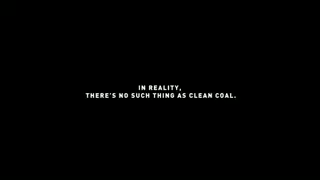 IN REALITY,
THERE'S NO SUCH THING AS CLEAN COAL.